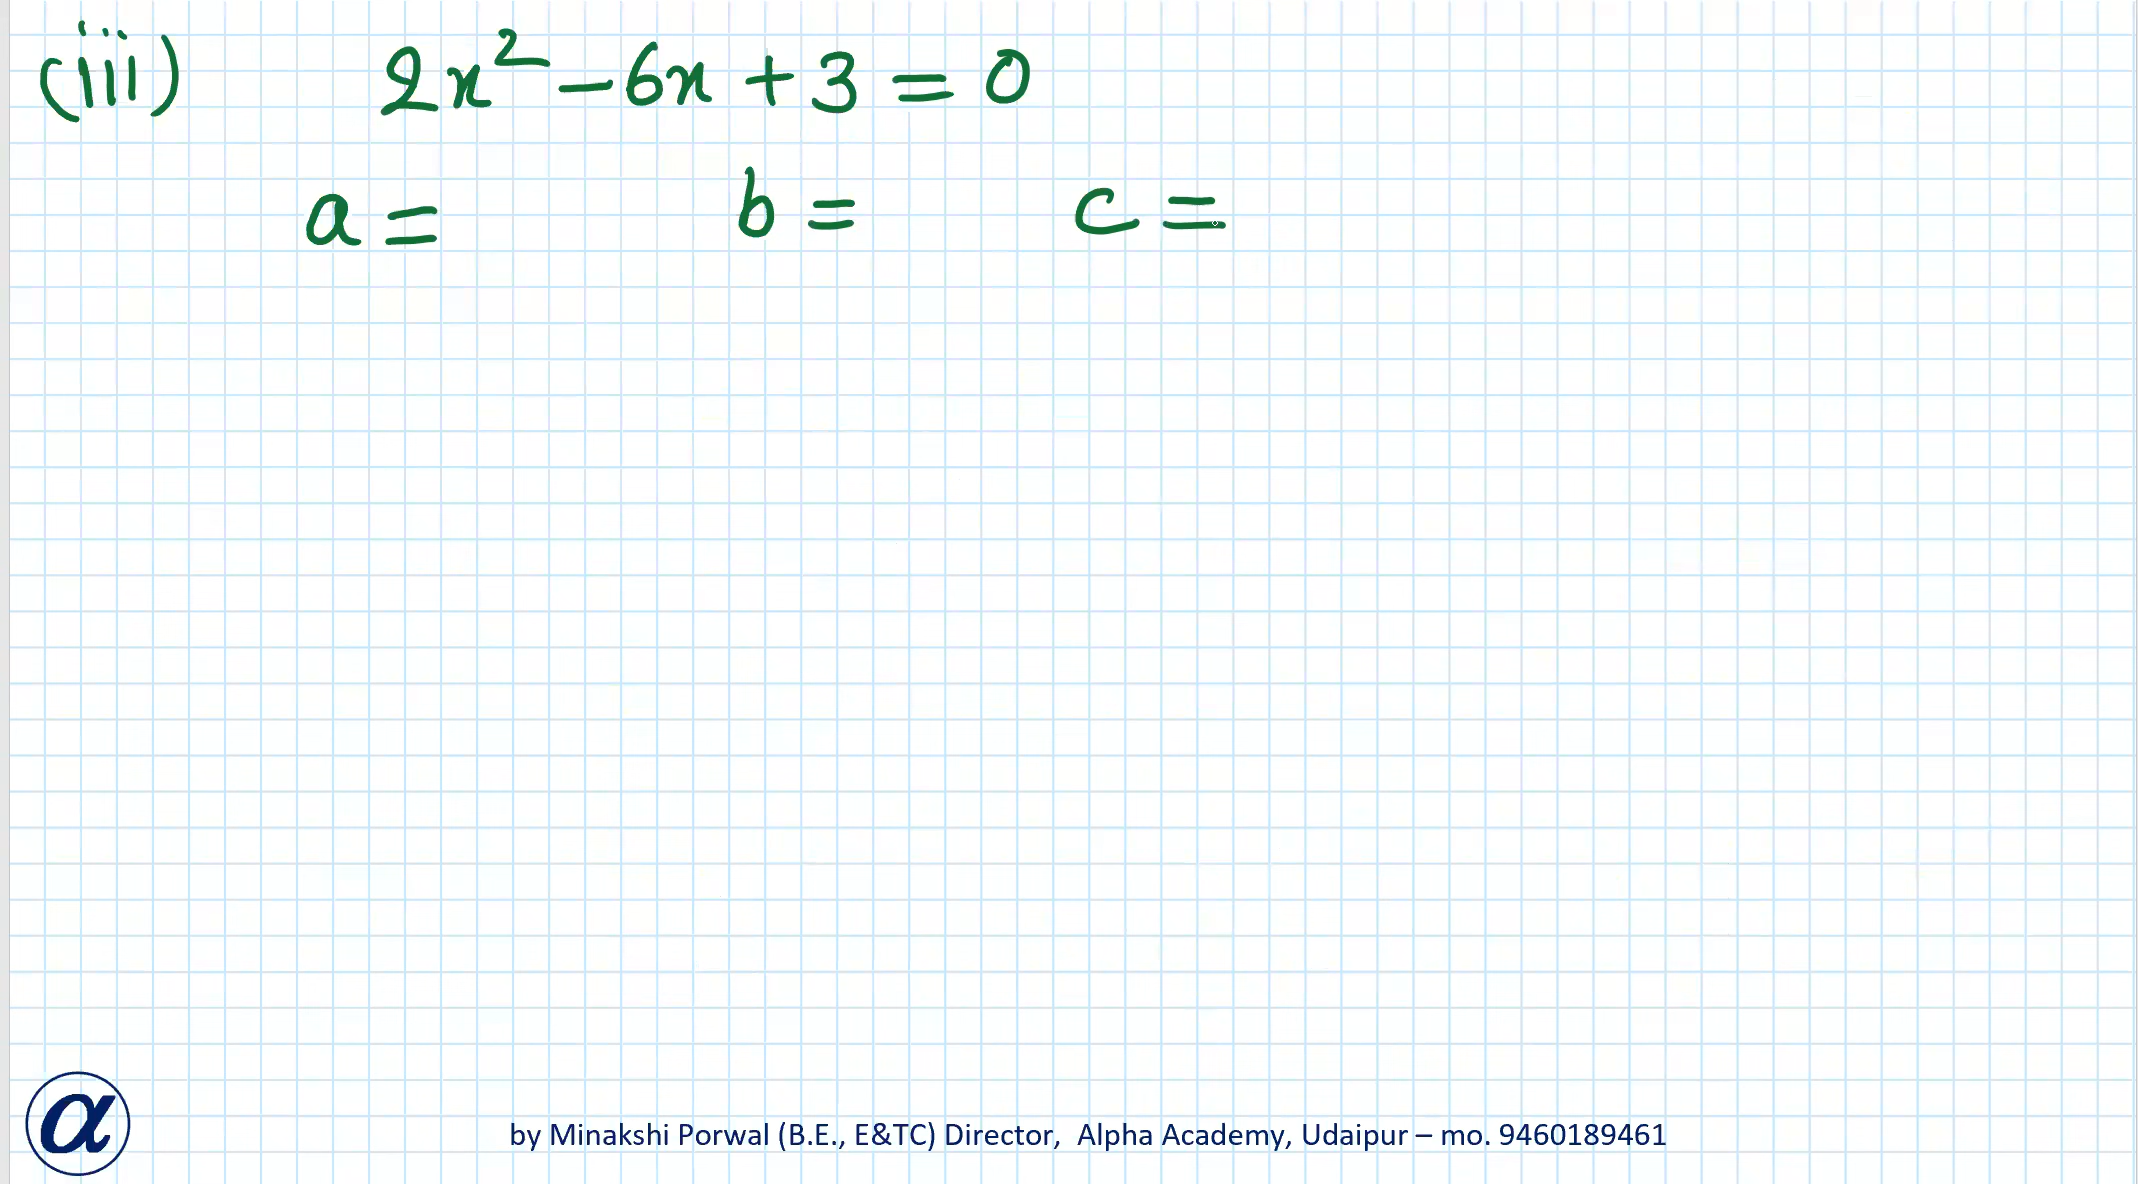 (iii) 2x² - 6x + 3 = 0
a = b = c =
α
by Minakshi Porwal (B.E., E&TC) Director, Alpha Academy, Udaipur – mo. 9460189461